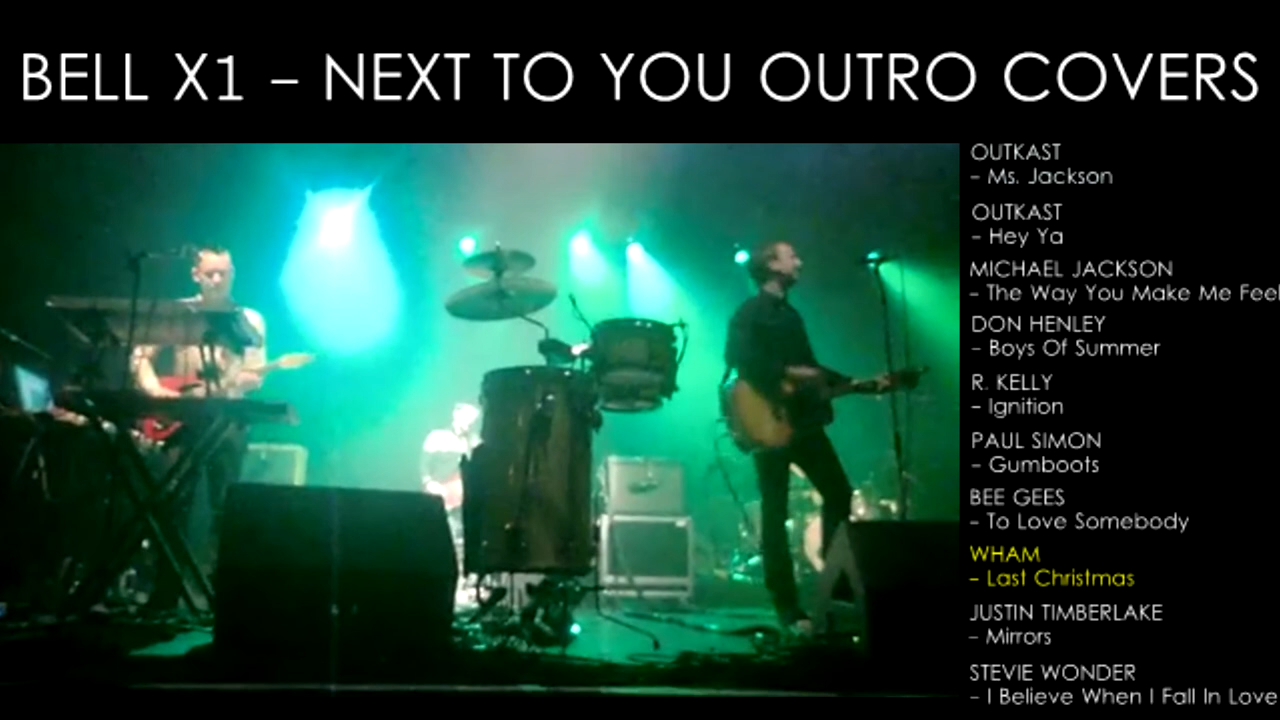 BELL X1 – NEXT TO YOU OUTRO COVERS
OUTKAST
– Ms. Jackson
OUTKAST
– Hey Ya
MICHAEL JACKSON
– The Way You Make Me Feel
DON HENLEY
– Boys Of Summer
R. KELLY
– Ignition
PAUL SIMON
– Gumboots
BEE GEES
– To Love Somebody
WHAM
– Last Christmas
JUSTIN TIMBERLAKE
– Mirrors
STEVIE WONDER
– I Believe When I Fall In Love